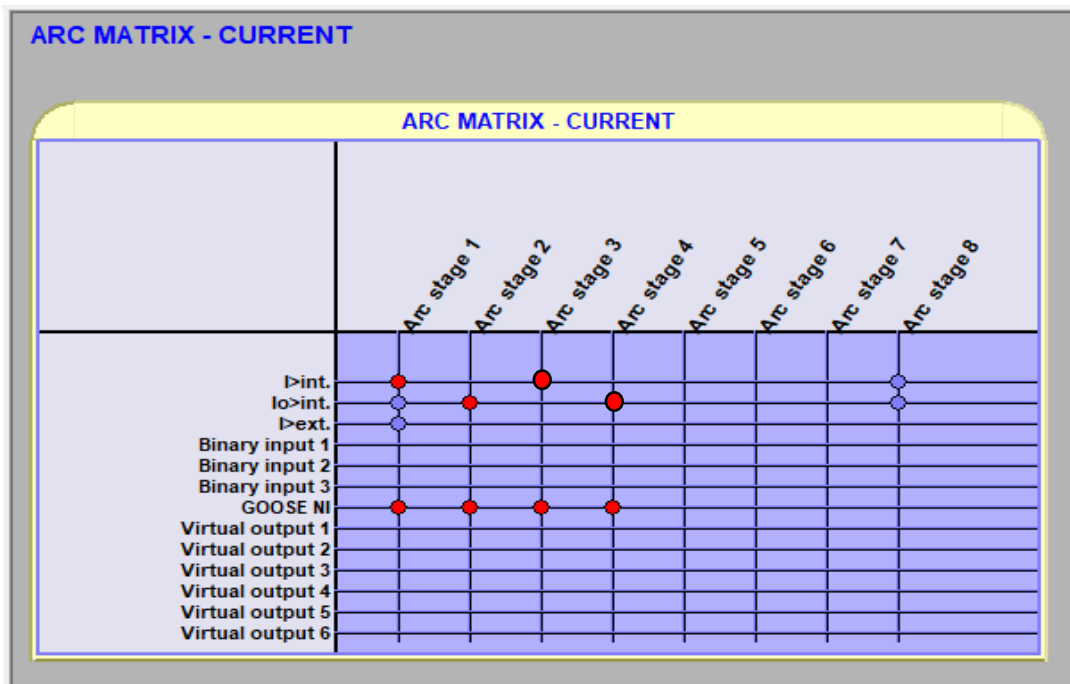 ARC MATRIX - CURRENT
ARC MATRIX - CURRENT
Arc stage 1
Arc stage 2
Arc stage 3
Arc stage 4
Arc stage 5
Arc stage 6
Arc stage 7
Arc stage 8
I>int.
Io>int.
I>ext.
Binary input 1
Binary input 2
Binary input 3
GOOSE NI
Virtual output 1
Virtual output 2
Virtual output 3
Virtual output 4
Virtual output 5
Virtual output 6